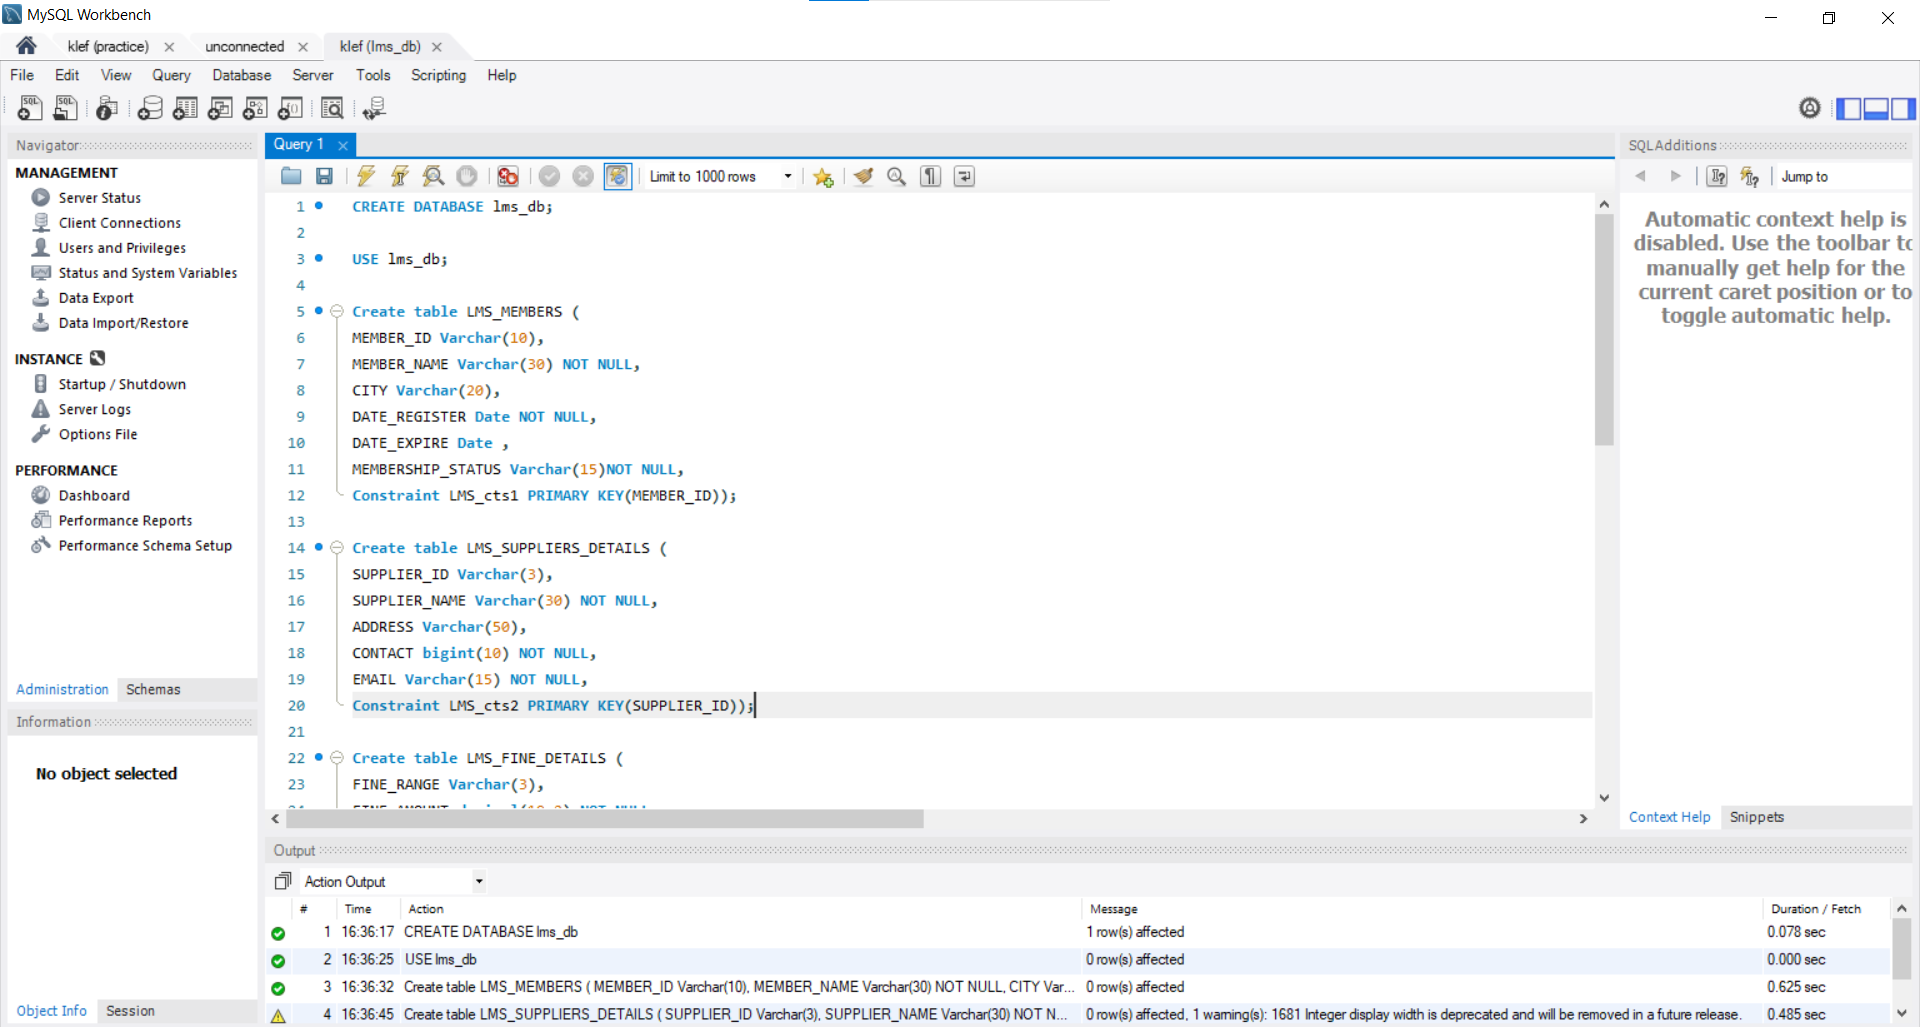 MySQL Workbench
klef (practice)
unconnected
klef (lms_db)
File Edit View Query Database Server Tools Scripting Help
Navigator
MANAGEMENT
Server Status
Client Connections
Users and Privileges
Status and System Variables
Data Export
Data Import/Restore
INSTANCE
Startup / Shutdown
Server Logs
Options File
PERFORMANCE
Dashboard
Performance Reports
Performance Schema Setup
Administration Schemas
Information
No object selected
Object Info Session
Query 1
Limit to 1000 rows
1 CREATE DATABASE lms_db;
2
3 USE lms_db;
4
5 Create table LMS_MEMBERS (
6 MEMBER_ID Varchar(10),
7 MEMBER_NAME Varchar(30) NOT NULL,
8 CITY Varchar(20),
9 DATE_REGISTER Date NOT NULL,
10 DATE_EXPIRE Date ,
11 MEMBERSHIP_STATUS Varchar(15)NOT NULL,
12 Constraint LMS_cts1 PRIMARY KEY(MEMBER_ID));
13
14 Create table LMS_SUPPLIERS_DETAILS (
15 SUPPLIER_ID Varchar(3),
16 SUPPLIER_NAME Varchar(30) NOT NULL,
17 ADDRESS Varchar(50),
18 CONTACT bigint(10) NOT NULL,
19 EMAIL Varchar(15) NOT NULL,
20 Constraint LMS_cts2 PRIMARY KEY(SUPPLIER_ID));
21
22 Create table LMS_FINE_DETAILS (
23 FINE_RANGE Varchar(3),
SQLAdditions
Jump to
Automatic context help is
disabled. Use the toolbar to
manually get help for the
current caret position or to
toggle automatic help.
Context Help Snippets
Output
Action Output
# Time Action Message Duration / Fetch
1 16:36:17 CREATE DATABASE lms_db 1 row(s) affected 0.078 sec
2 16:36:25 USE lms_db 0 row(s) affected 0.000 sec
3 16:36:32 Create table LMS_MEMBERS ( MEMBER_ID Varchar(10), MEMBER_NAME Varchar(30) NOT NULL, CITY Var... 0 row(s) affected 0.625 sec
4 16:36:45 Create table LMS_SUPPLIERS_DETAILS ( SUPPLIER_ID Varchar(3), SUPPLIER_NAME Varchar(30) NOT N... 0 row(s) affected, 1 warning(s): 1681 Integer display width is deprecated and will be removed in a future release. 0.485 sec